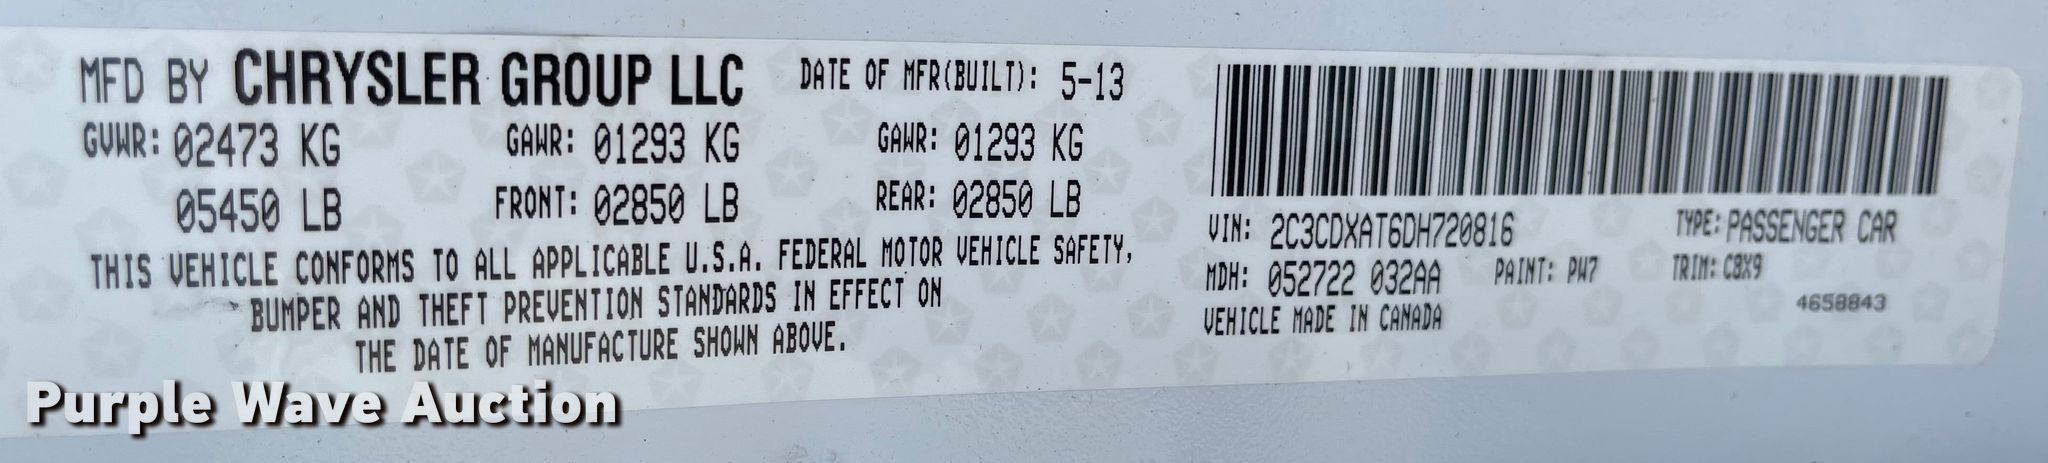 MFD BY CHRYSLER GROUP LLC DATE OF MFR(BUILT): 5-13
GVWR: 02473 KG GAWR: 01293 KG GAWR: 01293 KG
05450 LB FRONT: 02850 LB REAR: 02850 LB
THIS VEHICLE CONFORMS TO ALL APPLICABLE U.S.A. FEDERAL MOTOR VEHICLE SAFETY,
BUMPER AND THEFT PREVENTION STANDARDS IN EFFECT ON
THE DATE OF MANUFACTURE SHOWN ABOVE.
VIN: 2C3CDXAT6DH720816 TYPE: PASSENGER CAR
MDH: 052722 032AA PAINT: PW7 TRIM: C8X9
VEHICLE MADE IN CANADA 4658843
Purple Wave Auction